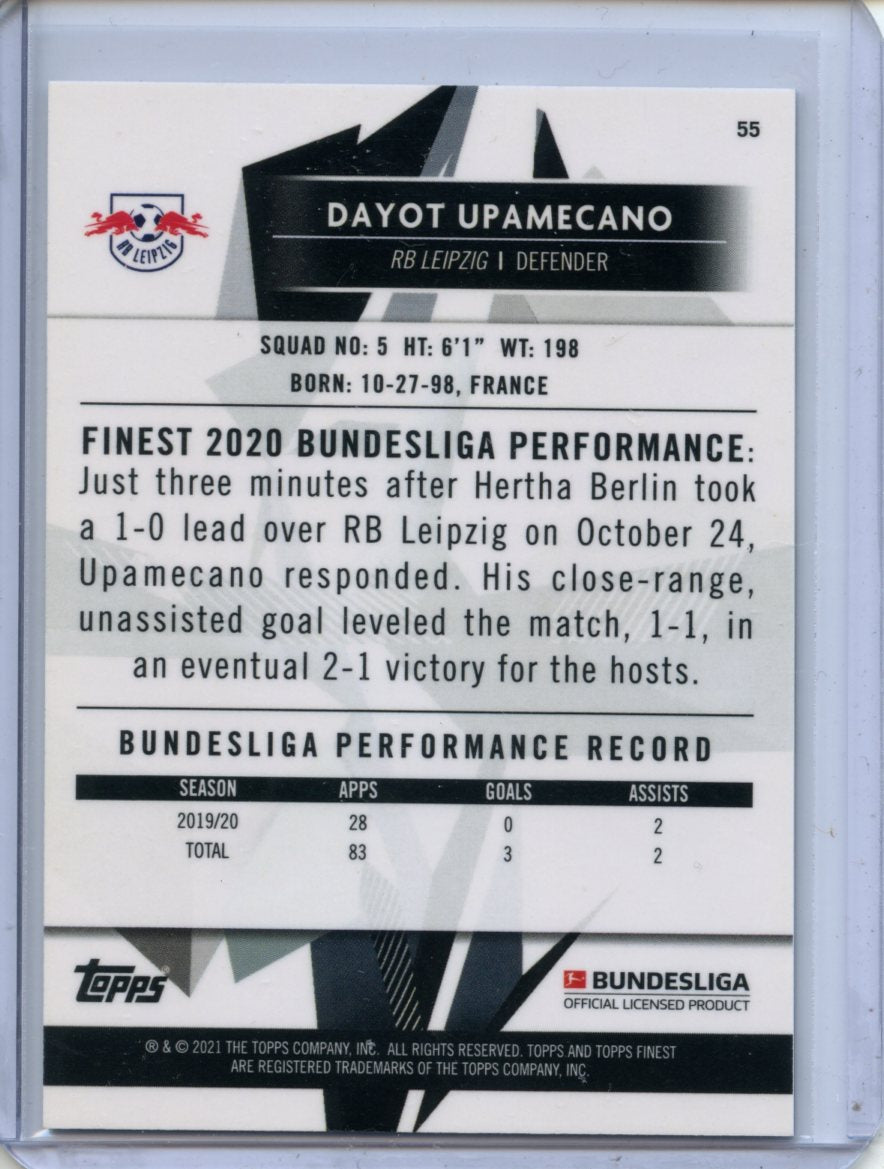 55
RB LEIPZIG
DAYOT UPAMECANO
RB LEIPZIG | DEFENDER
SQUAD NO: 5 HT: 6'1" WT: 198
BORN: 10-27-98, FRANCE
FINEST 2020 BUNDESLIGA PERFORMANCE:
Just three minutes after Hertha Berlin took
a 1-0 lead over RB Leipzig on October 24,
Upamecano responded. His close-range,
unassisted goal leveled the match, 1-1, in
an eventual 2-1 victory for the hosts.
BUNDESLIGA PERFORMANCE RECORD
SEASON APPS GOALS ASSISTS
2019/20 28 0 2
TOTAL 83 3 2
topps®
BUNDESLIGA
OFFICIAL LICENSED PRODUCT
® & © 2021 THE TOPPS COMPANY, INC. ALL RIGHTS RESERVED. TOPPS AND TOPPS FINEST
ARE REGISTERED TRADEMARKS OF THE TOPPS COMPANY, INC.